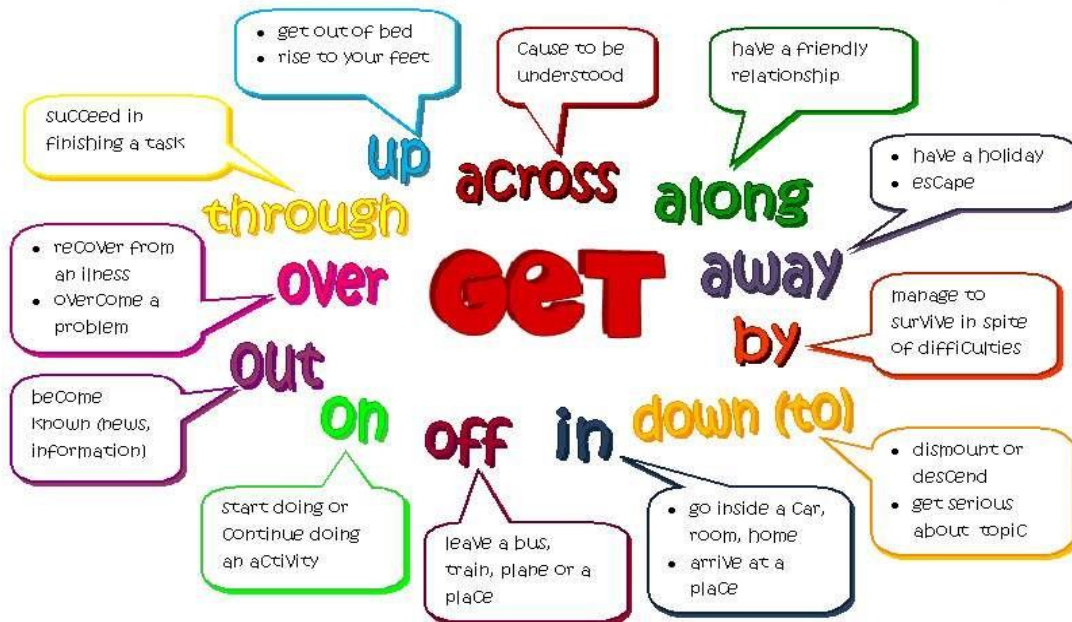 • get out of bed
• rise to your feet
up
Cause to be
understood
across
have a friendly
relationship
along
succeed in
finishing a task
through
• have a holiday
• escape
away
• recover from
an ilness
• overcome a
problem
over
GET
manage to
survive in spite
of difficulties
by
out
become
known (news,
information)
on
start doing or
continue doing
an activity
off
leave a bus,
train, plane or a
place
in
• go inside a car,
room, home
• arrive at a
place
down (to)
• dismount or
descend
• get serious
about topic